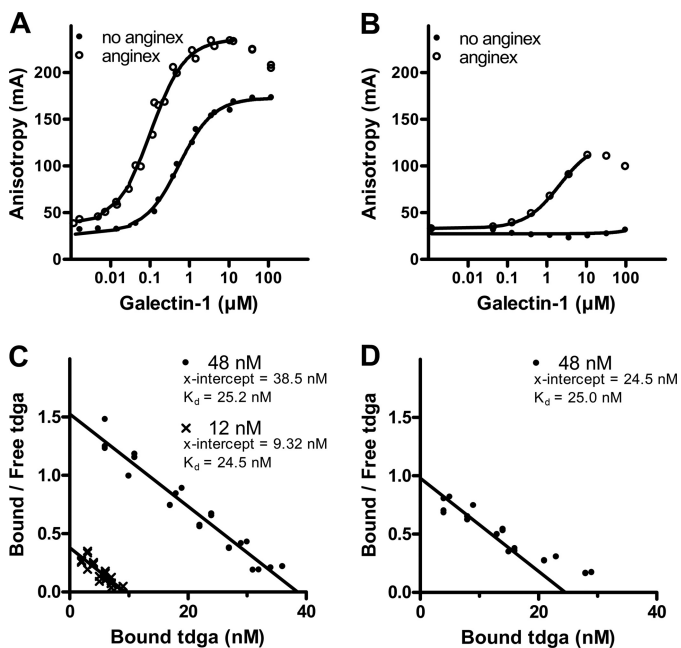 A
no anginex
anginex
Anisotropy (mA)
200
150
100
50
0
0.01 0.1 1 10 100
Galectin-1 (µM)
B
no anginex
anginex
Anisotropy (mA)
200
150
100
50
0
0.01 0.1 1 10 100
Galectin-1 (µM)
C
48 nM
x-intercept = 38.5 nM
Kd = 25.2 nM
12 nM
x-intercept = 9.32 nM
Kd = 24.5 nM
Bound / Free tdga
1.5
1.0
0.5
0.0
0 20 40
Bound tdga (nM)
D
48 nM
x-intercept = 24.5 nM
Kd = 25.0 nM
Bound / Free tdga
1.5
1.0
0.5
0.0
0 20 40
Bound tdga (nM)